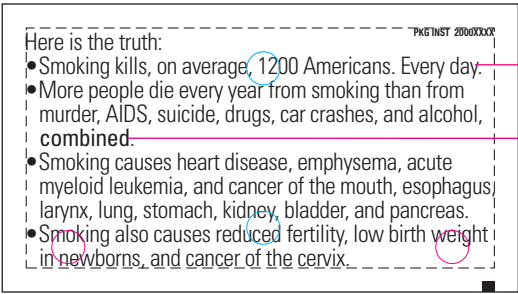 PKG INST 2000XXXX
Here is the truth:
•Smoking kills, on average, 1200 Americans. Every day.
•More people die every year from smoking than from
murder, AIDS, suicide, drugs, car crashes, and alcohol,
combined.
•Smoking causes heart disease, emphysema, acute
myeloid leukemia, and cancer of the mouth, esophagus,
larynx, lung, stomach, kidney, bladder, and pancreas.
•Smoking also causes reduced fertility, low birth weight
in newborns, and cancer of the cervix.